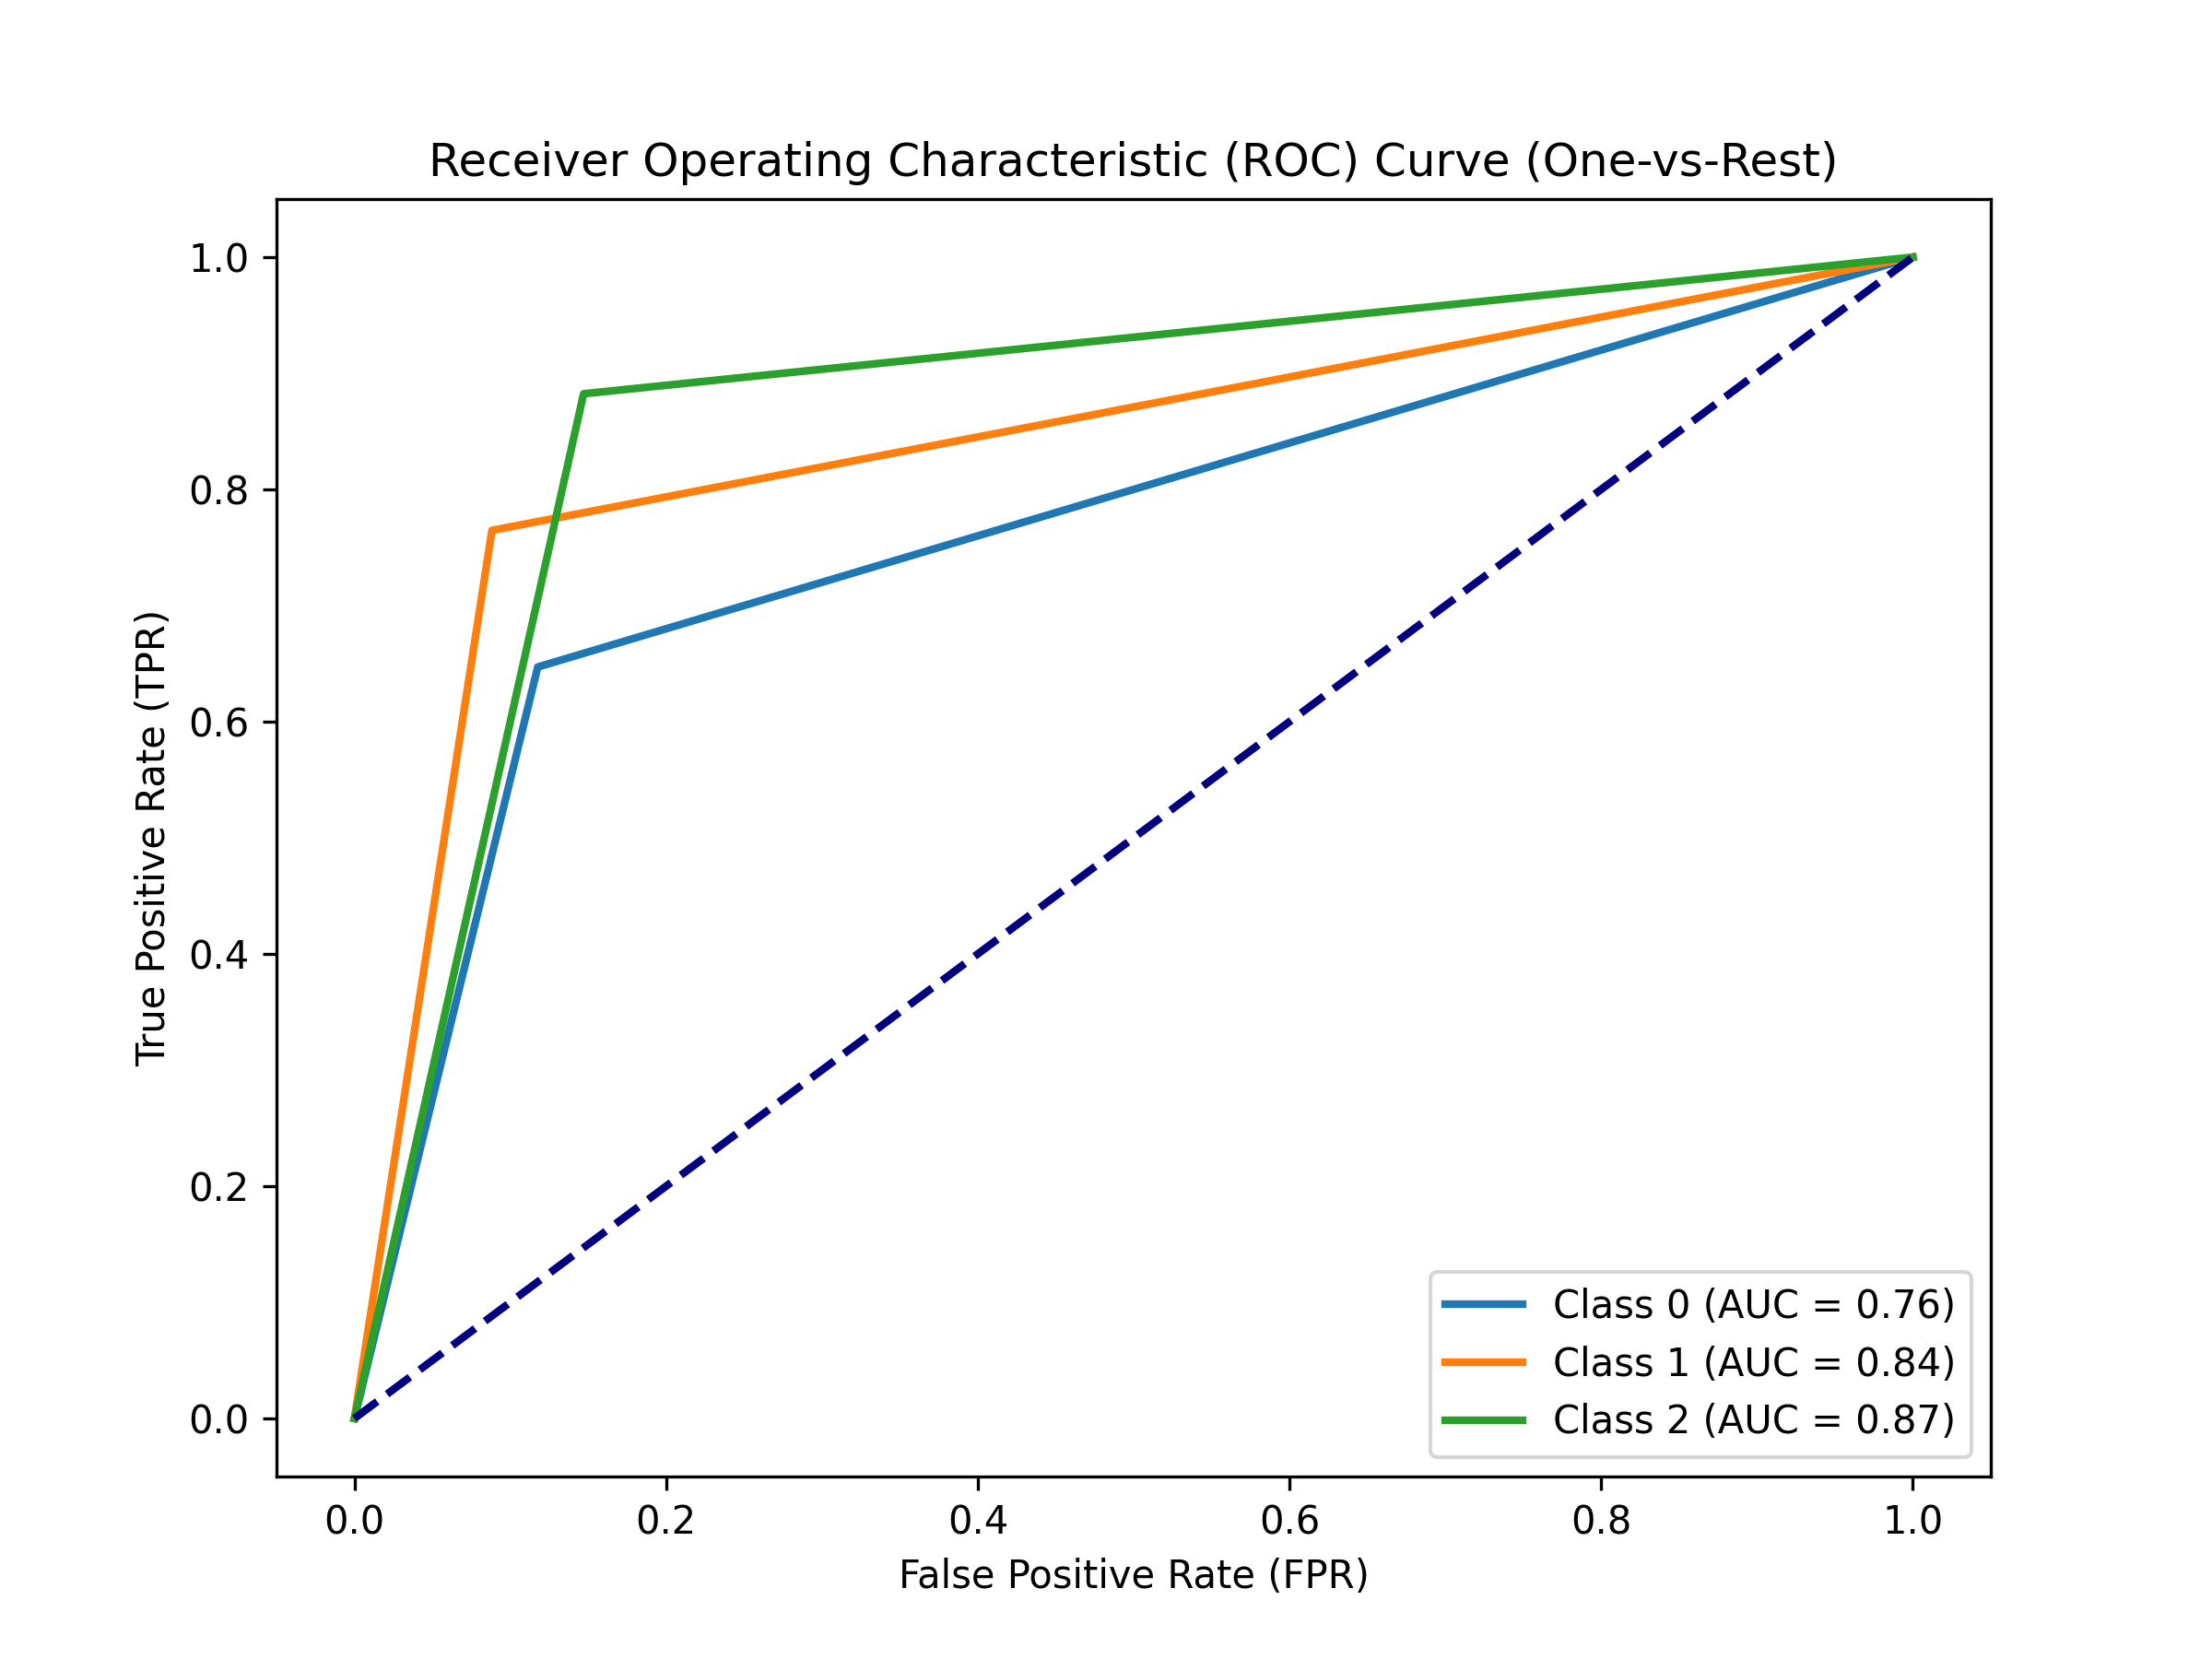 Receiver Operating Characteristic (ROC) Curve (One-vs-Rest)
True Positive Rate (TPR)
1.0
0.8
0.6
0.4
0.2
0.0
Class 0 (AUC = 0.76)
Class 1 (AUC = 0.84)
Class 2 (AUC = 0.87)
0.0 0.2 0.4 0.6 0.8 1.0
False Positive Rate (FPR)